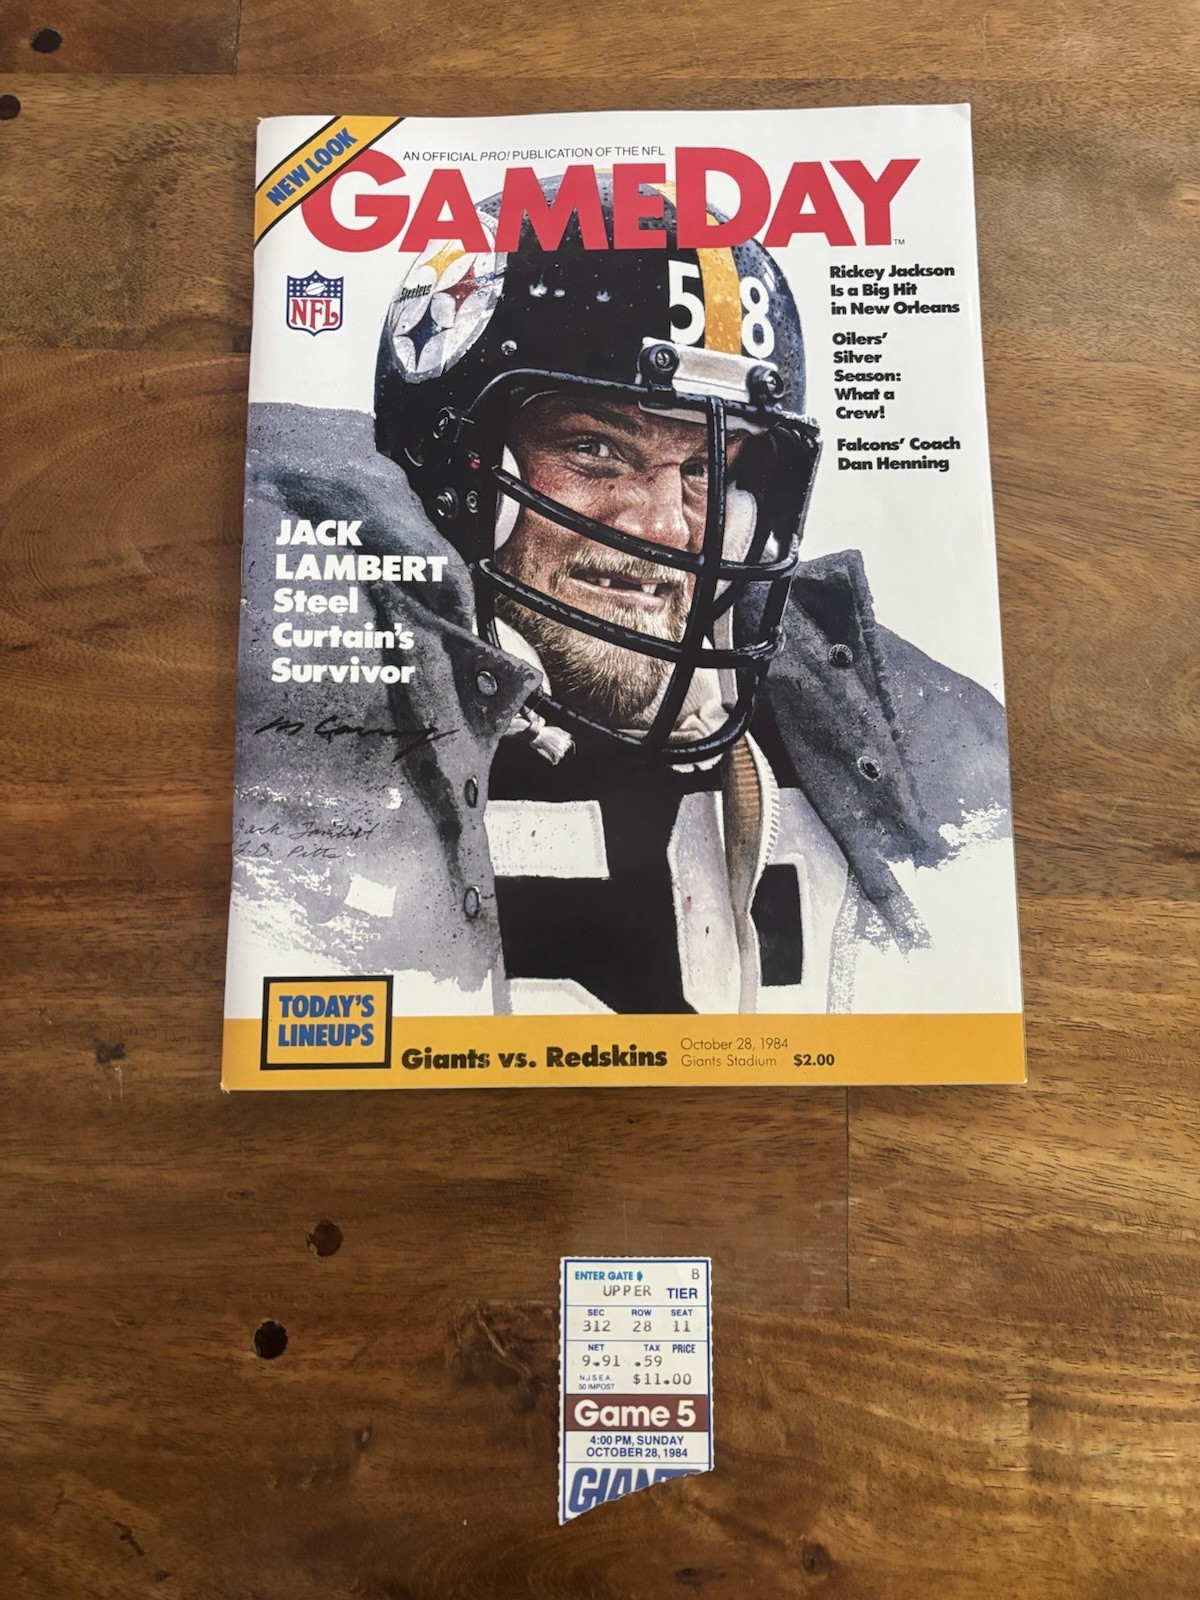 NEW LOOK
AN OFFICIAL PRO! PUBLICATION OF THE NFL
GAMEDAY™
NFL
Steelers
58
Rickey Jackson
Is a Big Hit
in New Orleans
Oilers'
Silver
Season:
What a
Crew!
Falcons' Coach
Dan Henning
JACK
LAMBERT
Steel
Curtain's
Survivor
Jack Lambert
TODAY'S
LINEUPS
Giants vs. Redskins
October 28, 1984
Giants Stadium $2.00
ENTER GATE B
UPPER TIER
SEC ROW SEAT
312 28 11
NET TAX PRICE
9.91 .59
N.J.S.E.A.
.50 IMPOST $11.00
Game 5
4:00 PM, SUNDAY
OCTOBER 28, 1984
GIANTS